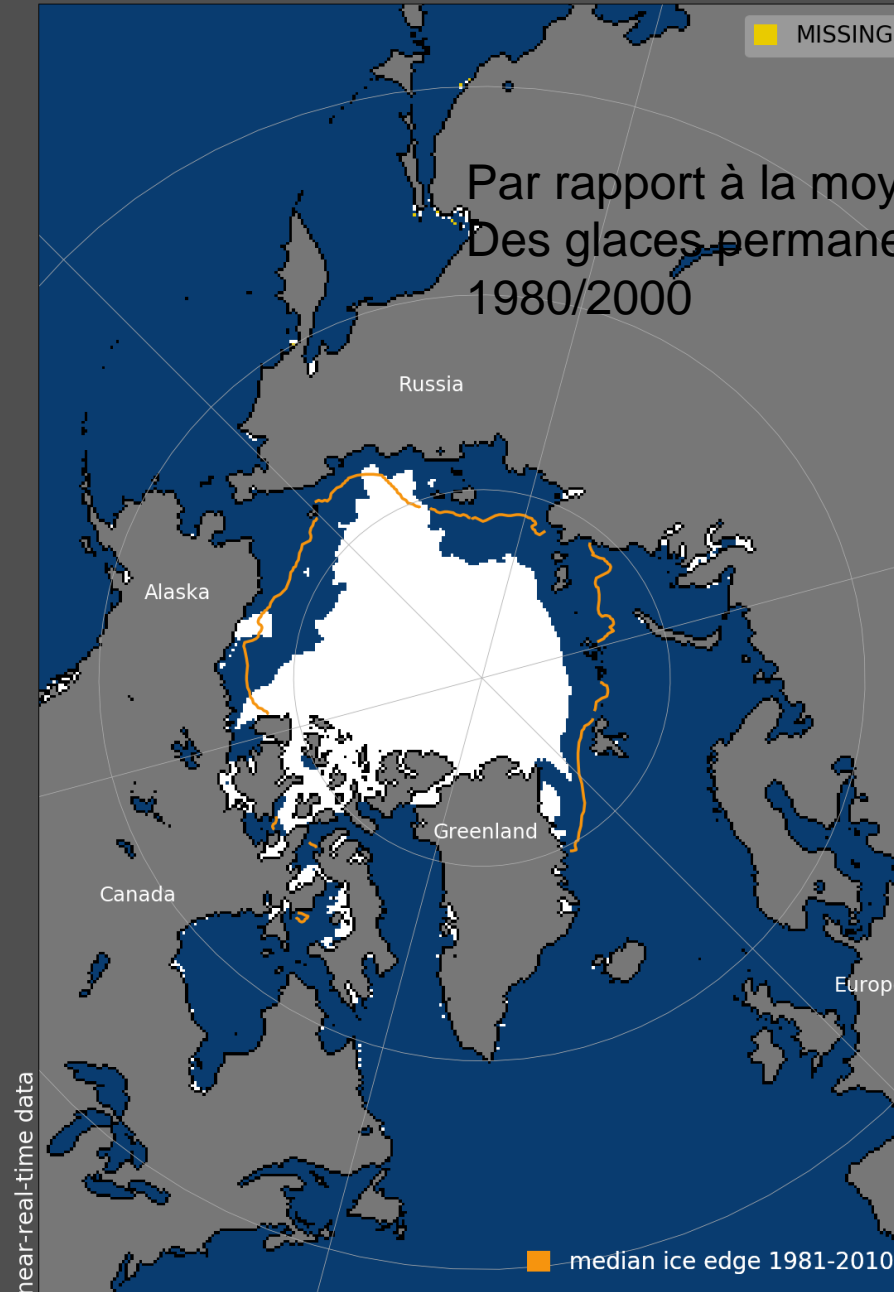 MISSING
Par rapport à la moy
Des glaces permane
1980/2000
Russia
Alaska
Greenland
Canada
Europ
near-real-time data
median ice edge 1981-2010